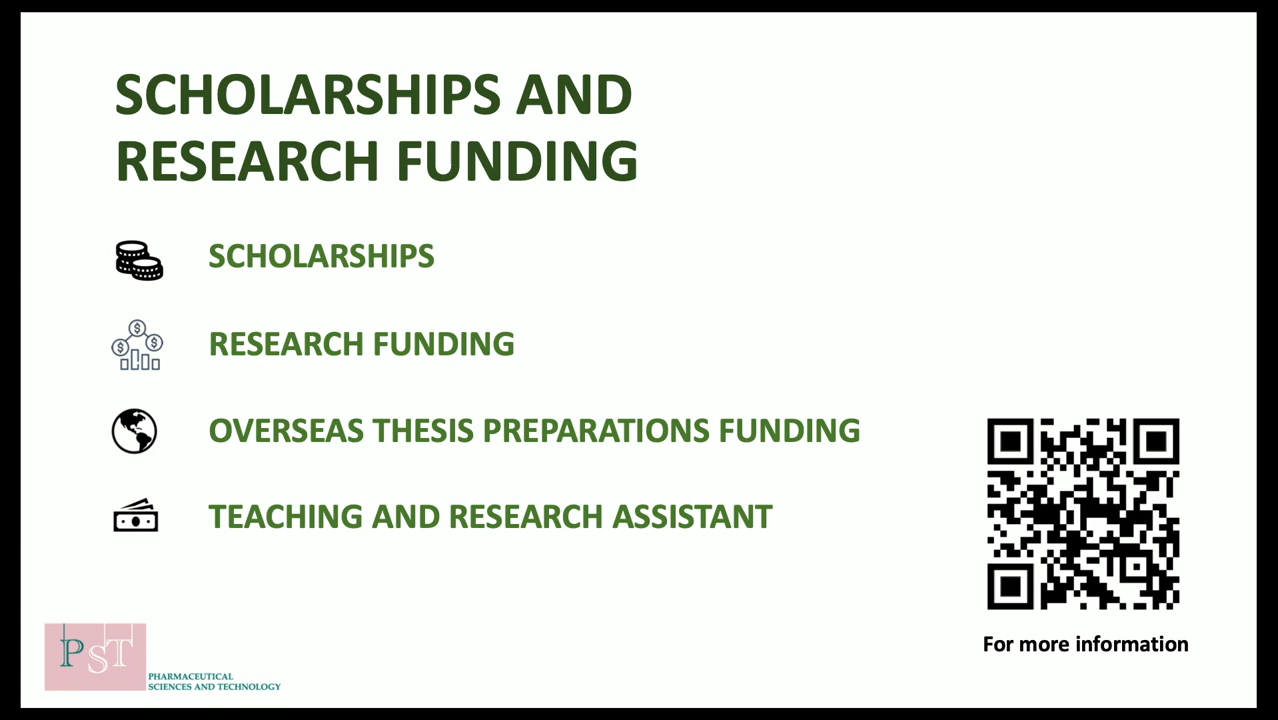 SCHOLARSHIPS AND
RESEARCH FUNDING
SCHOLARSHIPS
RESEARCH FUNDING
OVERSEAS THESIS PREPARATIONS FUNDING
TEACHING AND RESEARCH ASSISTANT
For more information
PST
PHARMACEUTICAL
SCIENCES AND TECHNOLOGY